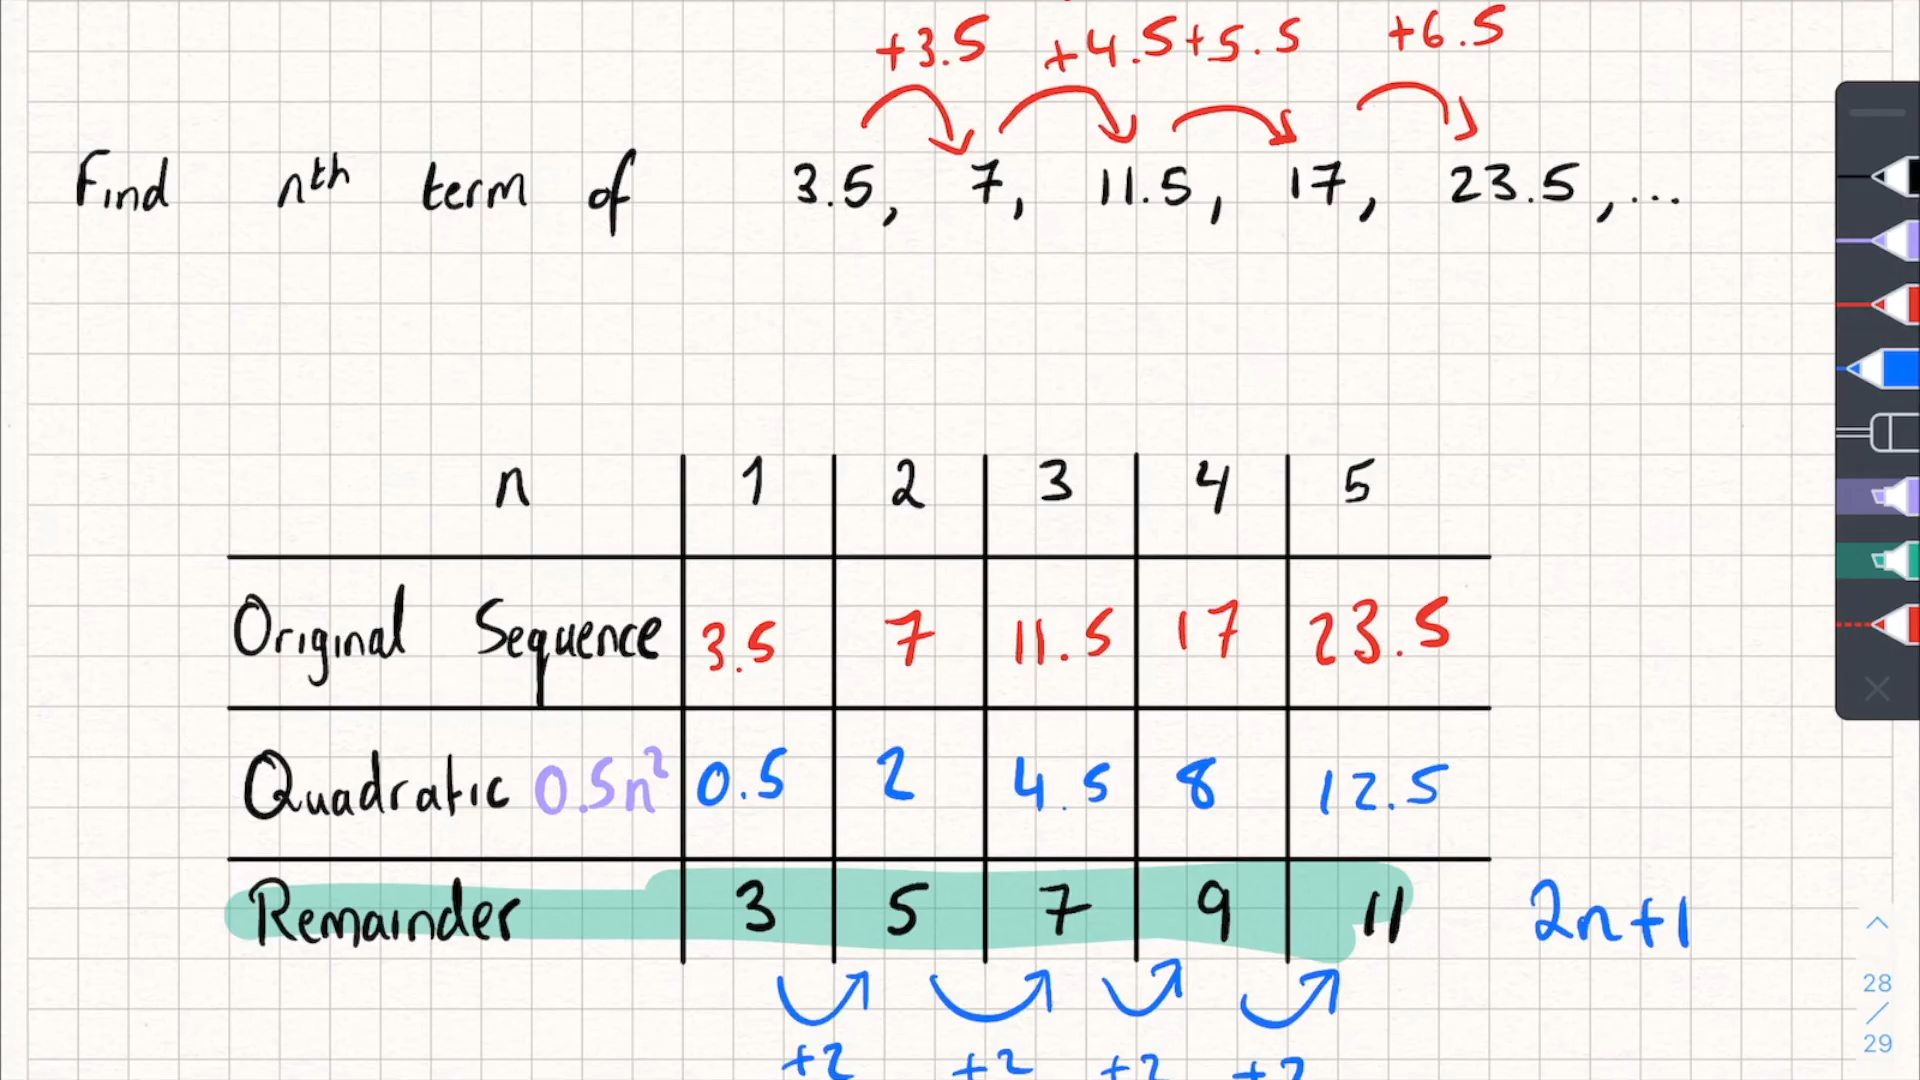 +3.5 +4.5 +5.5 +6.5
Find nth term of 3.5, 7, 11.5, 17, 23.5, ...
n 1 2 3 4 5
Original Sequence 3.5 7 11.5 17 23.5
Quadratic 0.5n² 0.5 2 4.5 8 12.5
Remainder 3 5 7 9 11 2n+1
+2 +2 +2 +2
28
/
29